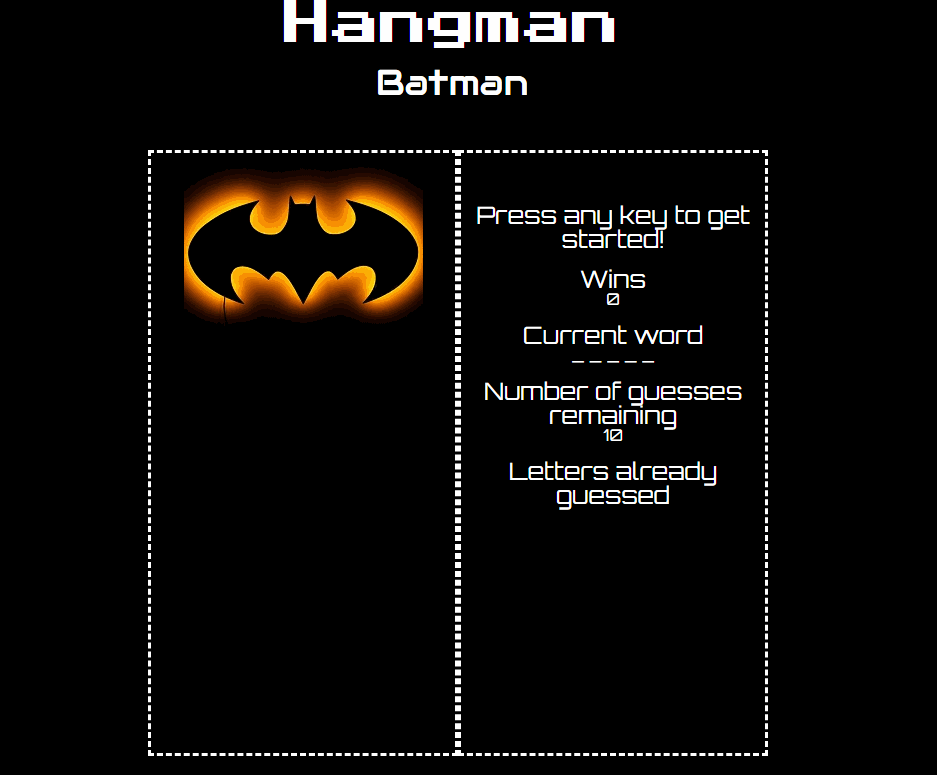 Hangman
Batman
Press any key to get
started!
Wins
0
Current word
_ _ _ _ _
Number of guesses
remaining
10
Letters already
guessed